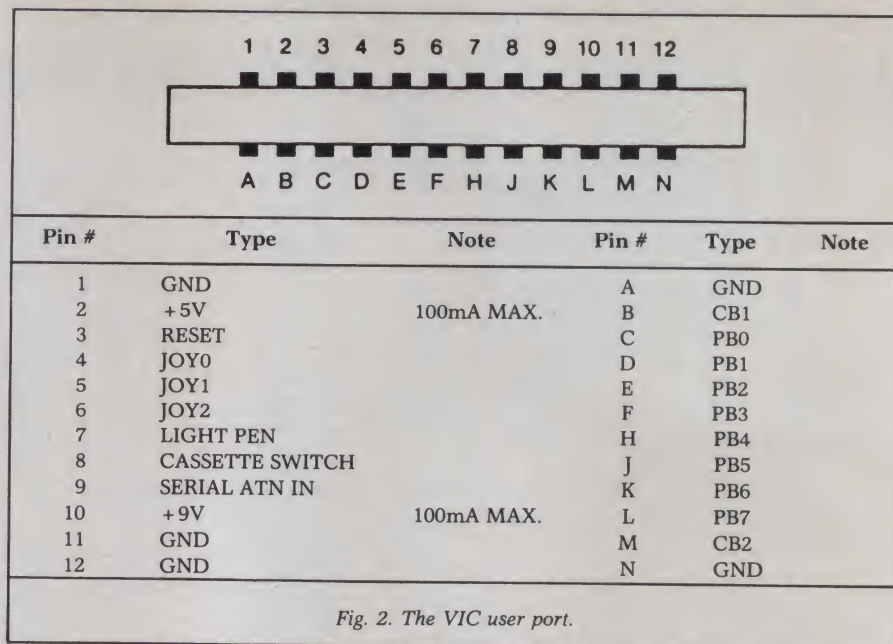 1 2 3 4 5 6 7 8 9 10 11 12
A B C D E F H J K L M N
Pin # Type Note Pin # Type Note
1 GND A GND
2 +5V 100mA MAX. B CB1
3 RESET C PB0
4 JOY0 D PB1
5 JOY1 E PB2
6 JOY2 F PB3
7 LIGHT PEN H PB4
8 CASSETTE SWITCH J PB5
9 SERIAL ATN IN K PB6
10 +9V 100mA MAX. L PB7
11 GND M CB2
12 GND N GND
Fig. 2. The VIC user port.